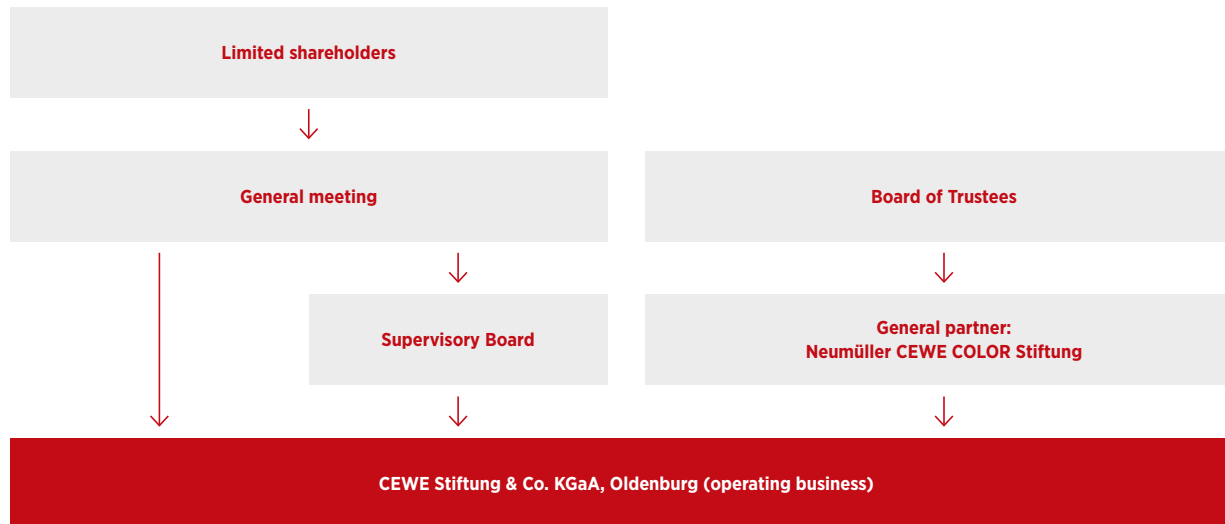 Limited shareholders
General meeting
Board of Trustees
Supervisory Board
General partner:
Neumüller CEWE COLOR Stiftung
CEWE Stiftung & Co. KGaA, Oldenburg (operating business)